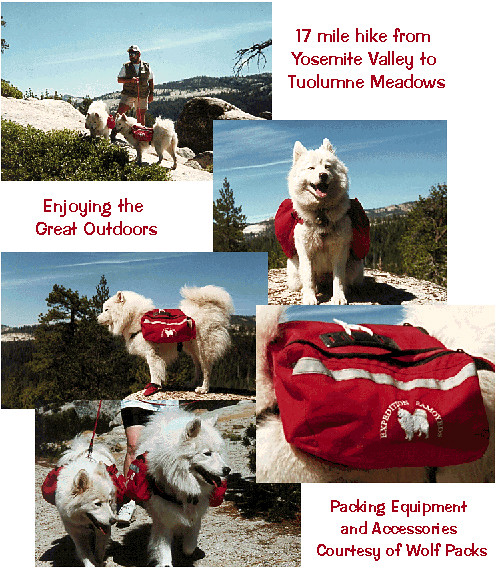 17 mile hike from
Yosemite Valley to
Tuolumne Meadows
Enjoying the
Great Outdoors
EXPEDITION SAMOYEDS
Packing Equipment
and Accessories
Courtesy of Wolf Packs